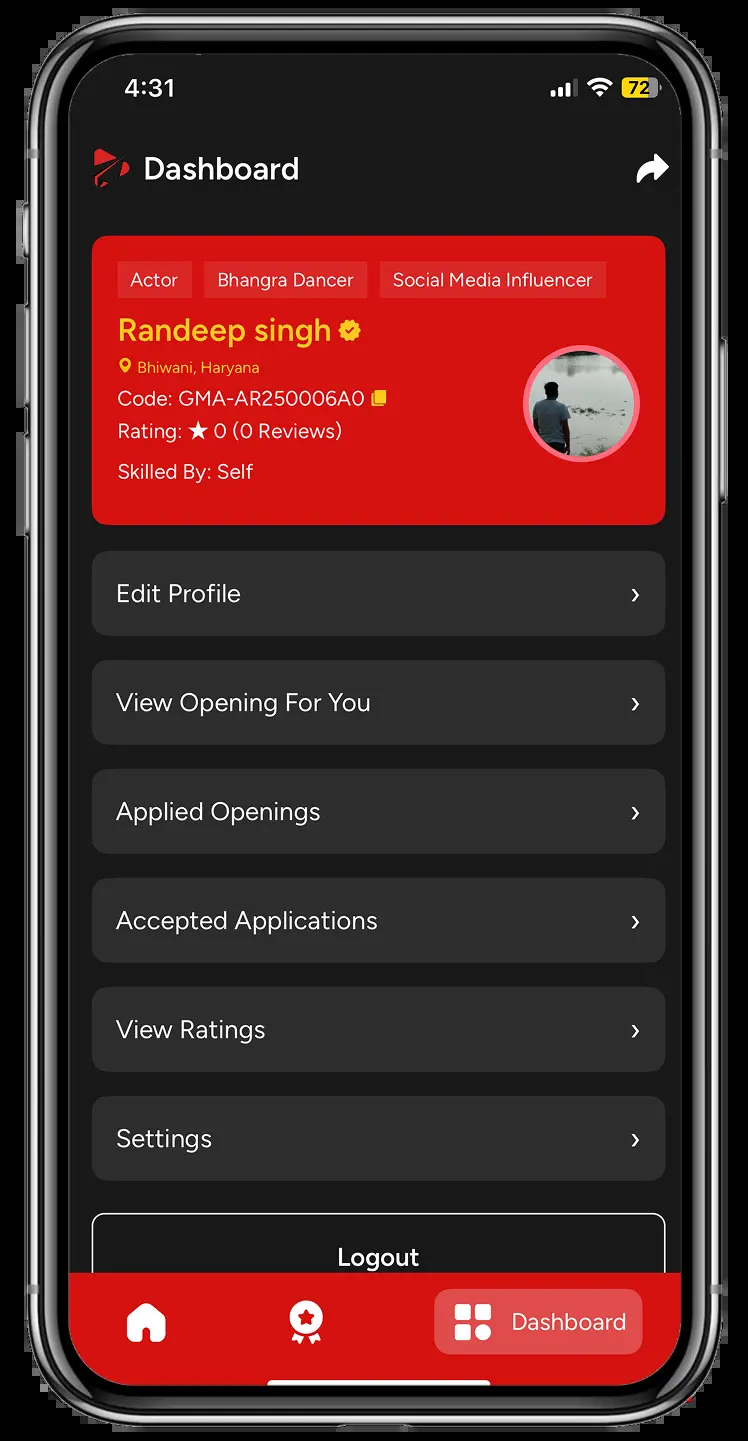 4:31
72
Dashboard
Actor Bhangra Dancer Social Media Influencer
Randeep singh
Bhiwani, Haryana
Code: GMA-AR250006A0
Rating: ★ 0 (0 Reviews)
Skilled By: Self
Edit Profile
View Opening For You
Applied Openings
Accepted Applications
View Ratings
Settings
Logout
Dashboard